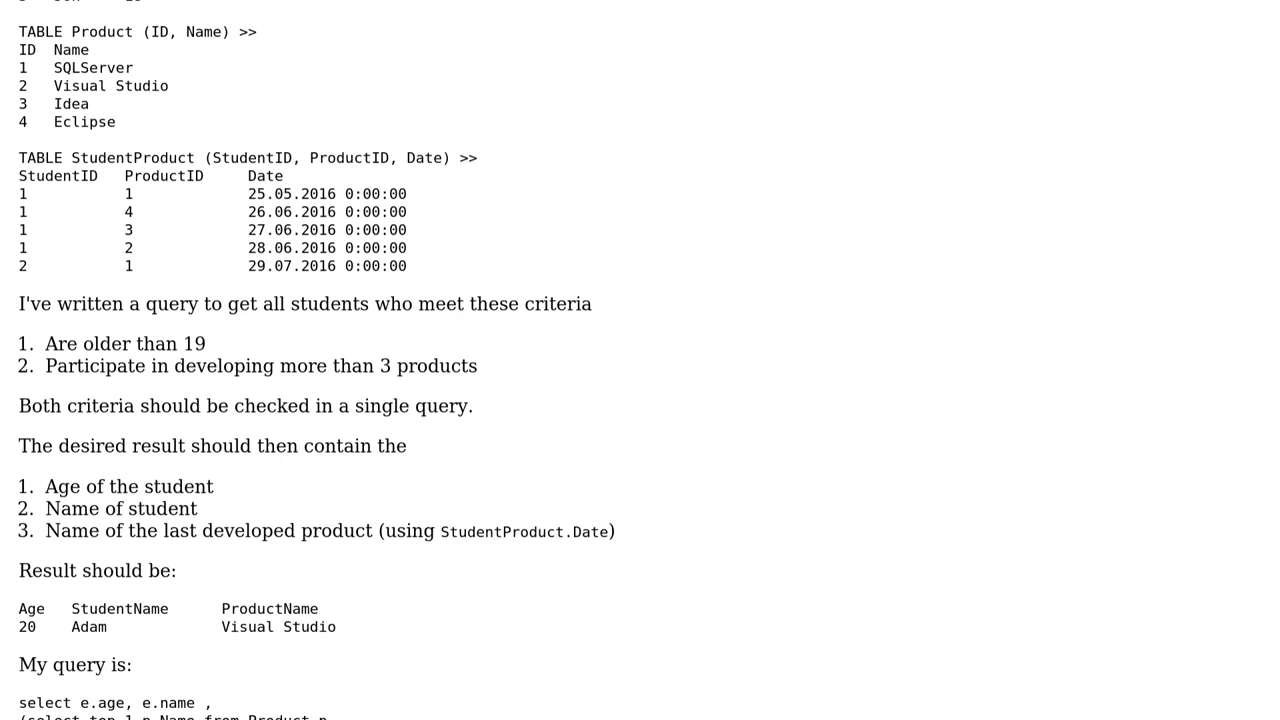 TABLE Product (ID, Name) >>
ID  Name
1   SQLServer
2   Visual Studio
3   Idea
4   Eclipse
TABLE StudentProduct (StudentID, ProductID, Date) >>
StudentID   ProductID     Date
1           1             25.05.2016 0:00:00
1           4             26.06.2016 0:00:00
1           3             27.06.2016 0:00:00
1           2             28.06.2016 0:00:00
2           1             29.07.2016 0:00:00
I've written a query to get all students who meet these criteria
1. Are older than 19
2. Participate in developing more than 3 products
Both criteria should be checked in a single query.
The desired result should then contain the
1. Age of the student
2. Name of student
3. Name of the last developed product (using StudentProduct.Date)
Result should be:
Age   StudentName      ProductName
20    Adam             Visual Studio
My query is:
select e.age, e.name ,
(select top 1 p.Name from Product p